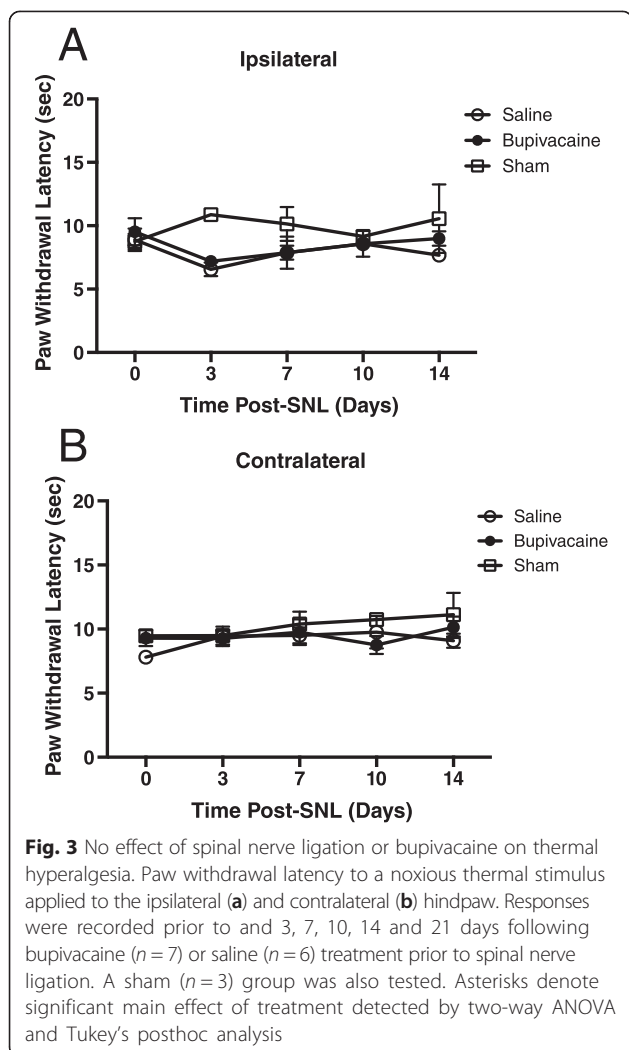 A
Ipsilateral
Paw Withdrawal Latency (sec)
20
15
10
5
0
0 3 7 10 14
Time Post-SNL (Days)
Saline
Bupivacaine
Sham
B
Contralateral
Paw Withdrawal Latency (sec)
20
15
10
5
0
0 3 7 10 14
Time Post-SNL (Days)
Saline
Bupivacaine
Sham
Fig. 3 No effect of spinal nerve ligation or bupivacaine on thermal
hyperalgesia. Paw withdrawal latency to a noxious thermal stimulus
applied to the ipsilateral (a) and contralateral (b) hindpaw. Responses
were recorded prior to and 3, 7, 10, 14 and 21 days following
bupivacaine (n = 7) or saline (n = 6) treatment prior to spinal nerve
ligation. A sham (n = 3) group was also tested. Asterisks denote
significant main effect of treatment detected by two-way ANOVA
and Tukey's posthoc analysis